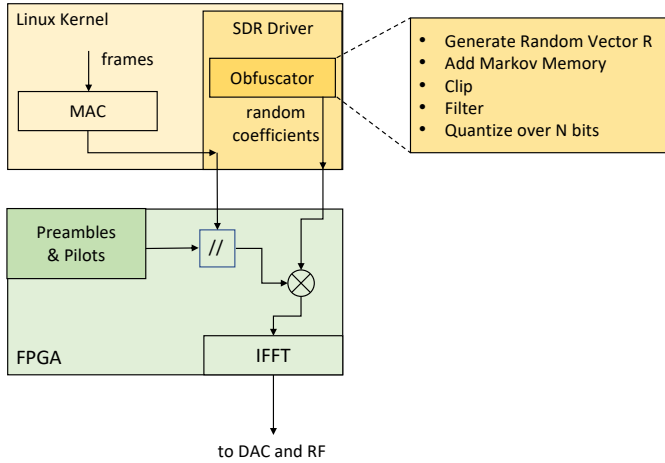 Linux Kernel
SDR Driver
frames
Obfuscator
MAC
random
coefficients
• Generate Random Vector R
• Add Markov Memory
• Clip
• Filter
• Quantize over N bits
Preambles
& Pilots
//
FPGA
IFFT
to DAC and RF